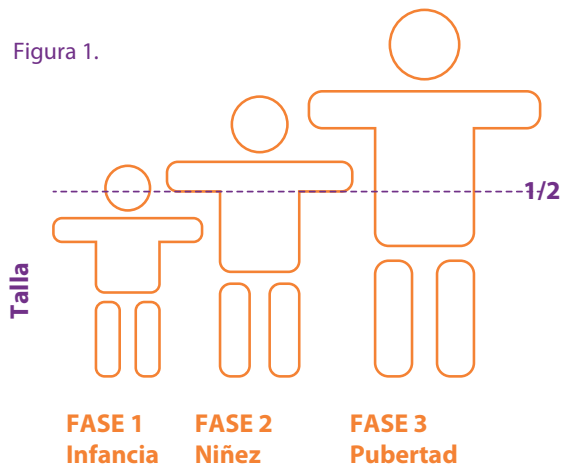 Figura 1.
1/2
Talla
FASE 1
Infancia
FASE 2
Niñez
FASE 3
Pubertad